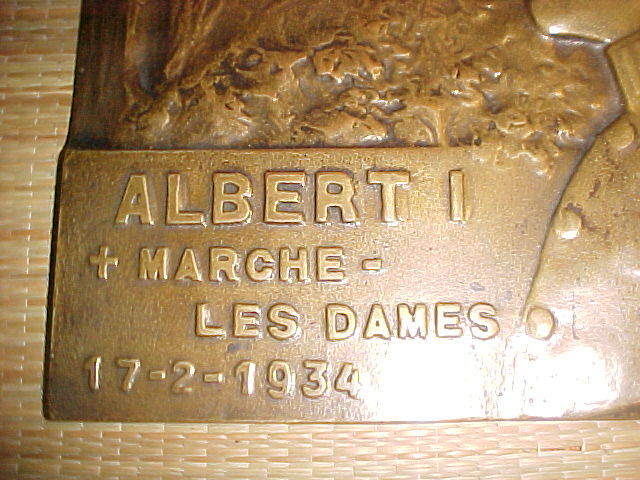 ALBERT I
+ MARCHE -
LES DAMES
17-2-1934